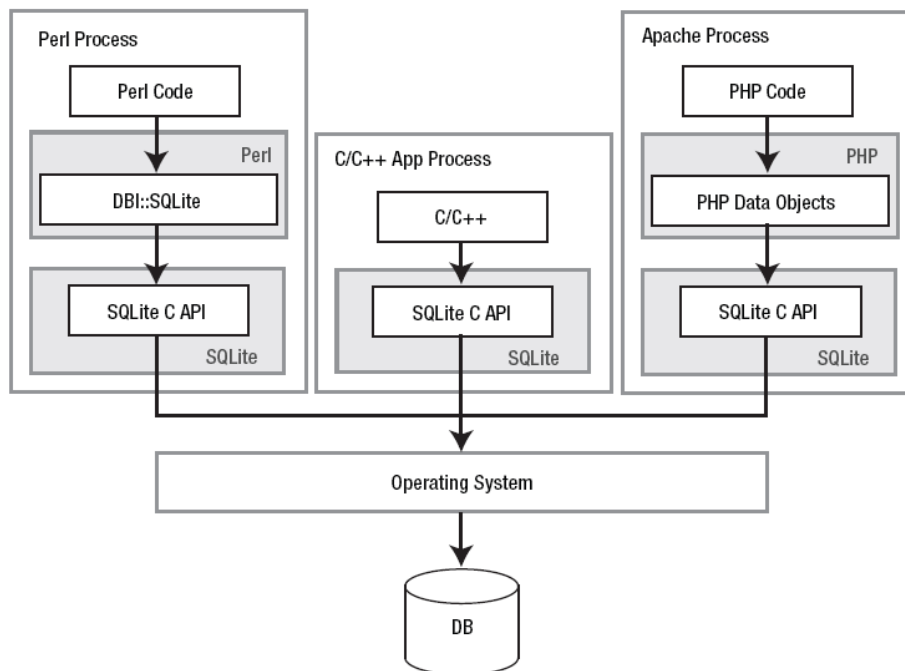 Perl Process
Perl Code
Perl
DBI::SQLite
SQLite C API
SQLite
C/C++ App Process
C/C++
SQLite C API
SQLite
Apache Process
PHP Code
PHP
PHP Data Objects
SQLite C API
SQLite
Operating System
DB